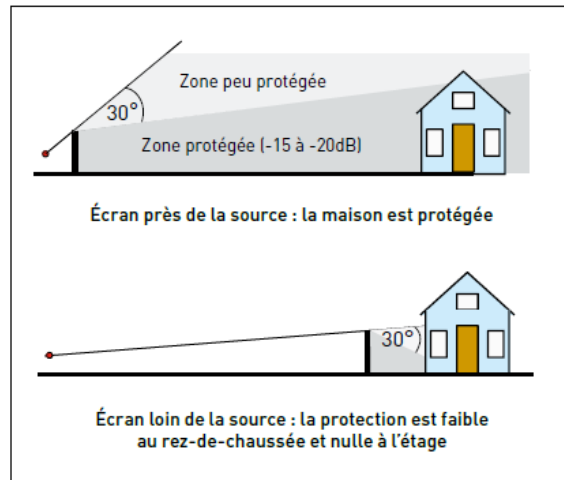 Zone peu protégée
30°
Zone protégée (-15 à -20dB)
Écran près de la source : la maison est protégée
30°
Écran loin de la source : la protection est faible
au rez-de-chaussée et nulle à l'étage